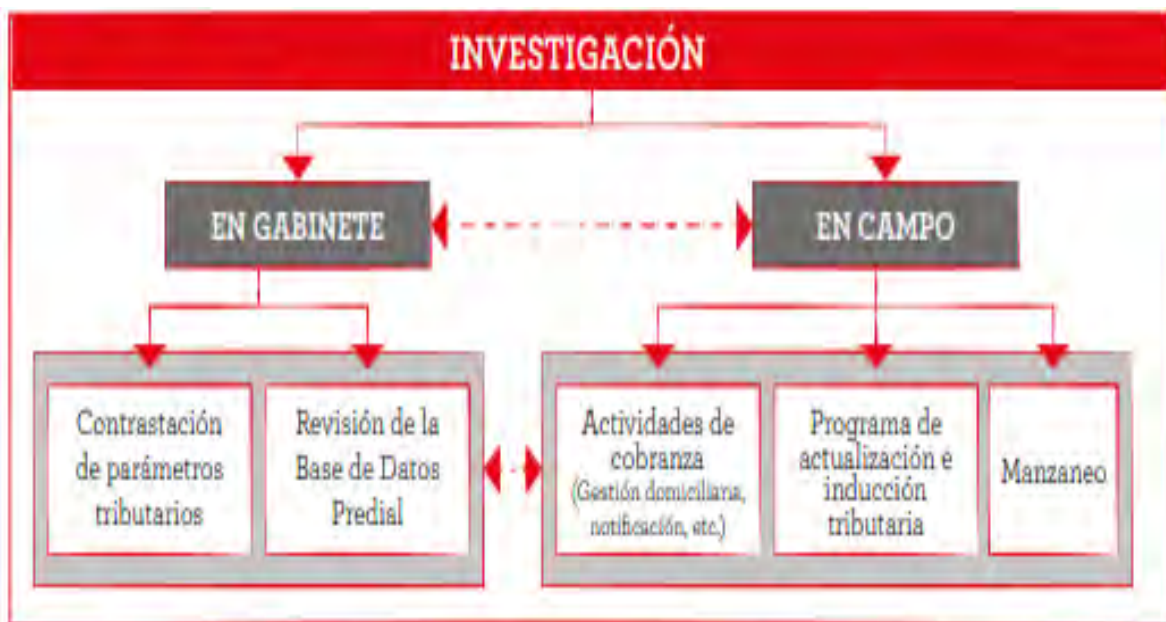 INVESTIGACIÓN
EN GABINETE
EN CAMPO
Contrastación
de parámetros
tributarios
Revisión de la
Base de Datos
Predial
Actividades de
cobranza
(Gestión domiciliaria,
notificación, etc.)
Programa de
actualización e
inducción
tributaria
Manzaneo